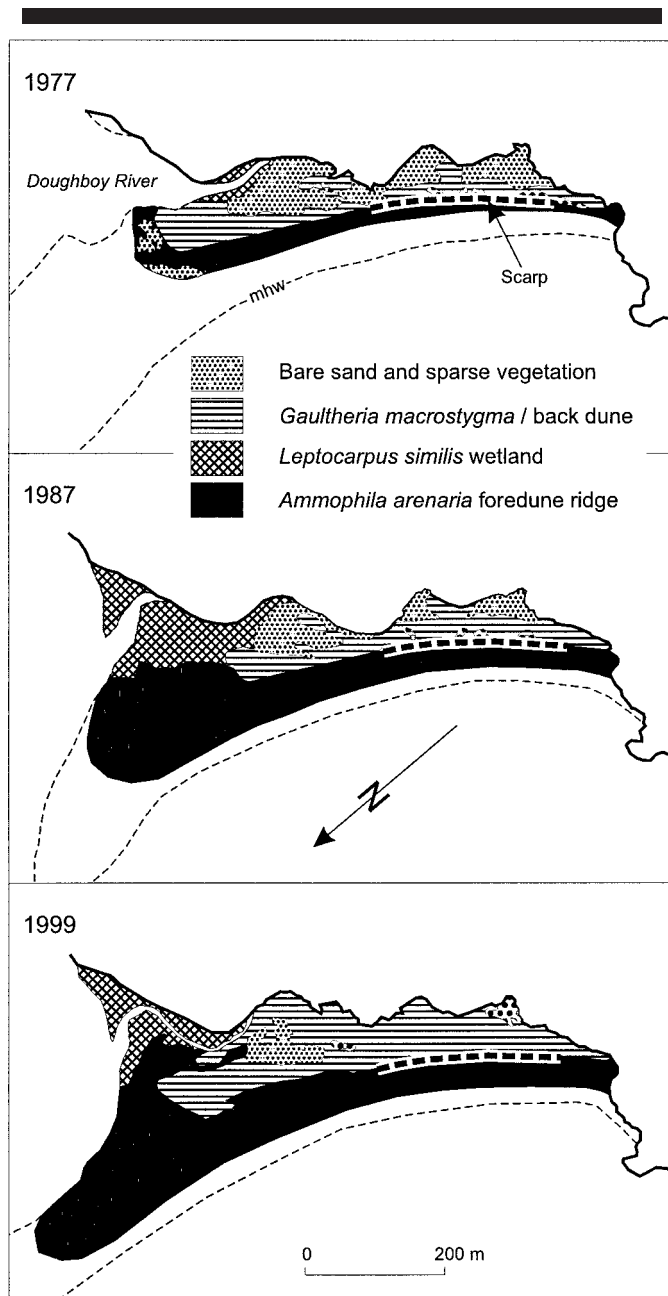 1977
Doughboy River
Scarp
mhw
Bare sand and sparse vegetation
Gaultheria macrostygma / back dune
Leptocarpus similis wetland
Ammophila arenaria foredune ridge
1987
N
1999
0 200 m